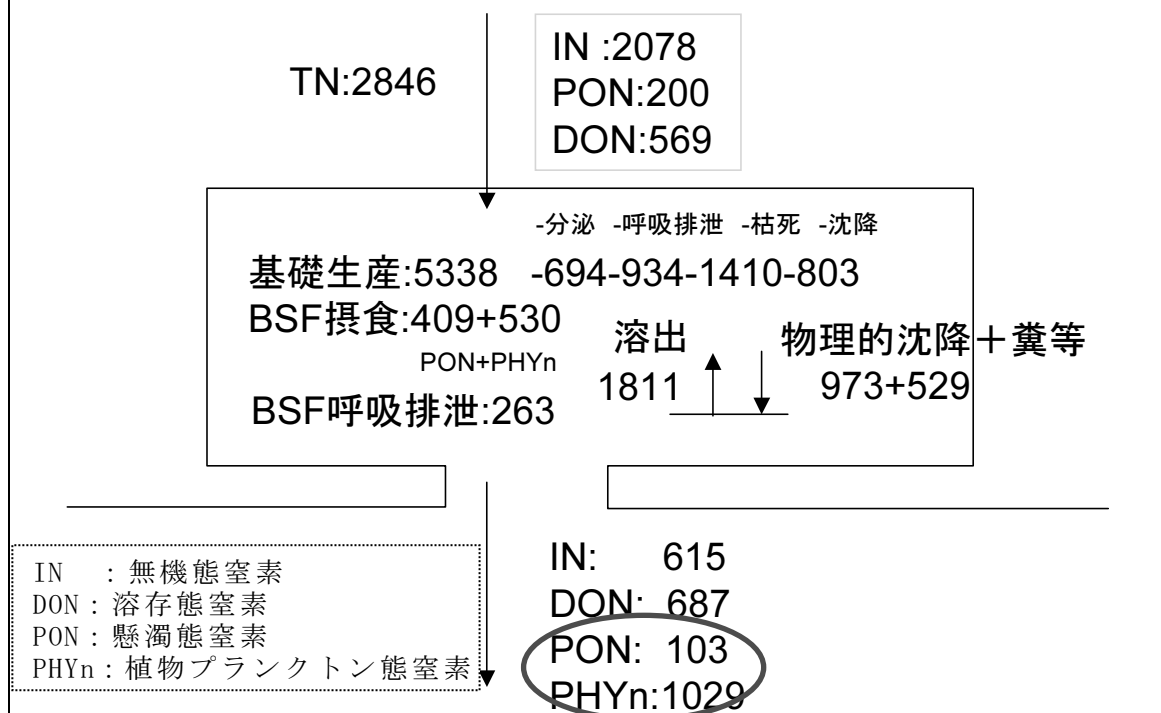 TN:2846
IN :2078
PON:200
DON:569
-分泌 -呼吸排泄 -枯死 -沈降
基礎生産:5338 -694-934-1410-803
BSF摂食:409+530
PON+PHYn
BSF呼吸排泄:263
溶出
1811
物理的沈降＋糞等
973+529
IN ：無機態窒素
DON：溶存態窒素
PON：懸濁態窒素
PHYn：植物プランクトン態窒素
IN: 615
DON: 687
PON: 103
PHYn:1029